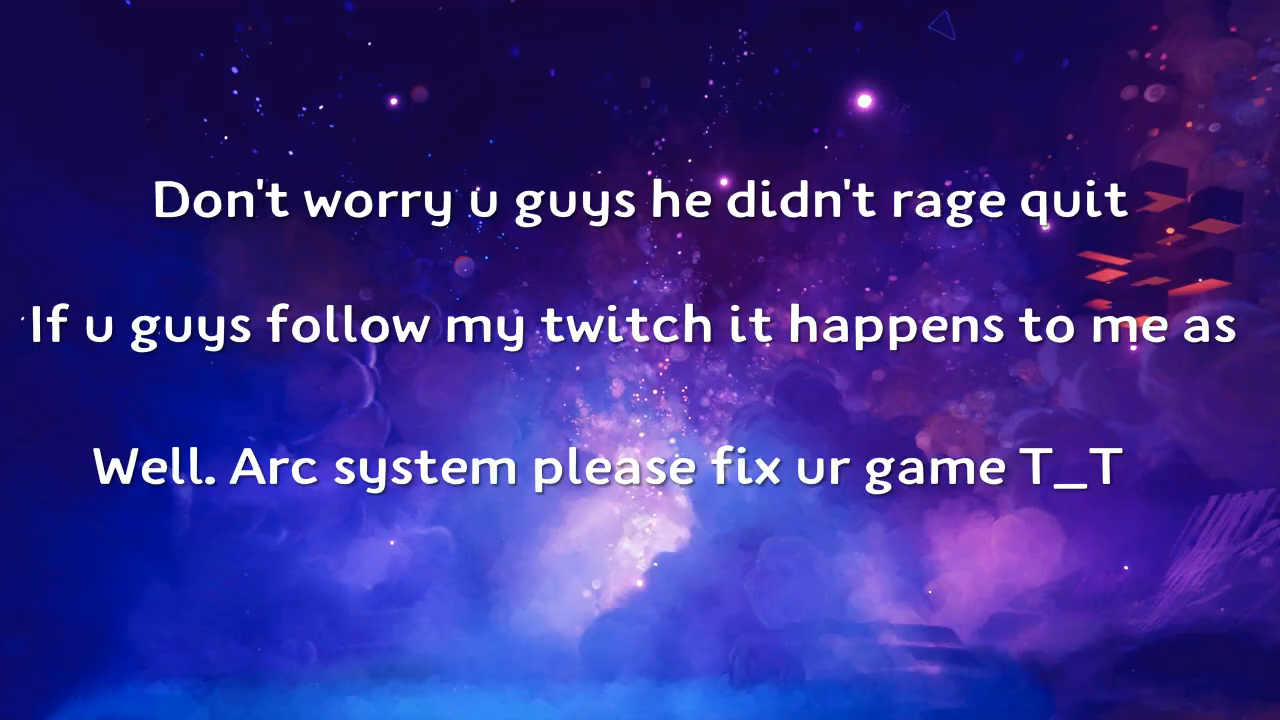 Don't worry u guys he didn't rage quit
If u guys follow my twitch it happens to me as
Well. Arc system please fix ur game T_T